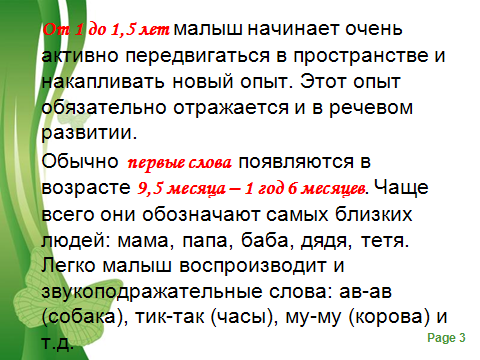 От 1 до 1,5 лет малыш начинает очень
активно передвигаться в пространстве и
накапливать новый опыт. Этот опыт
обязательно отражается и в речевом
развитии.
Обычно первые слова появляются в
возрасте 9,5 месяца – 1 год 6 месяцев. Чаще
всего они обозначают самых близких
людей: мама, папа, баба, дядя, тетя.
Легко малыш воспроизводит и
звукоподражательные слова: ав-ав
(собака), тик-так (часы), му-му (корова) и
т.д.
Page 3